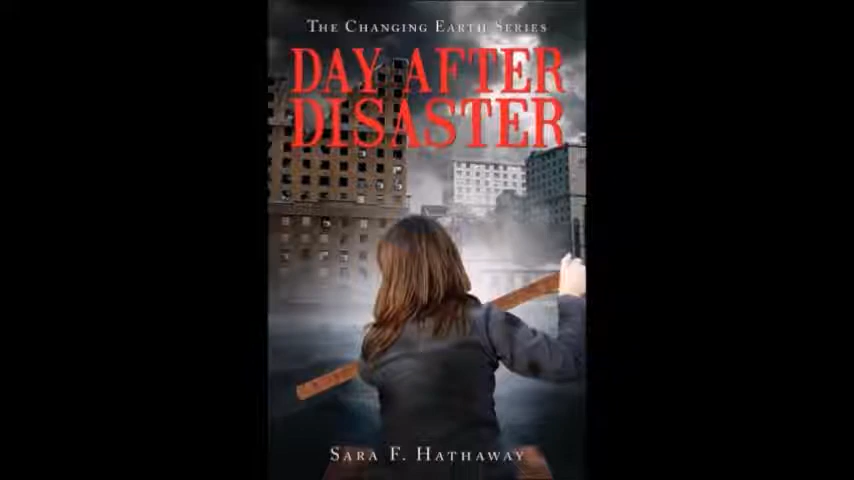 The Changing Earth Series
DAY AFTER
DISASTER
Sara F. Hathaway